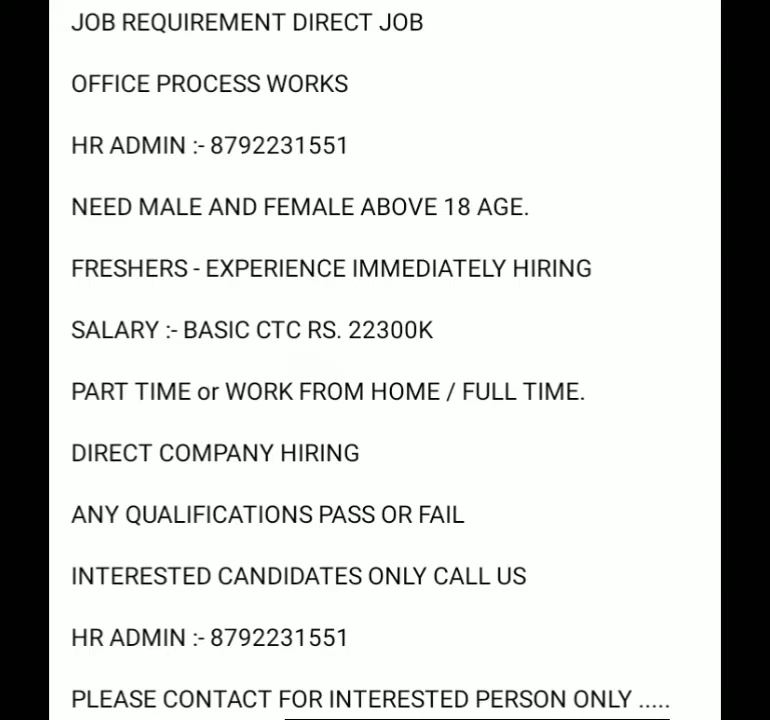 JOB REQUIREMENT DIRECT JOB
OFFICE PROCESS WORKS
HR ADMIN :- 8792231551
NEED MALE AND FEMALE ABOVE 18 AGE.
FRESHERS - EXPERIENCE IMMEDIATELY HIRING
SALARY :- BASIC CTC RS. 22300K
PART TIME or WORK FROM HOME / FULL TIME.
DIRECT COMPANY HIRING
ANY QUALIFICATIONS PASS OR FAIL
INTERESTED CANDIDATES ONLY CALL US
HR ADMIN :- 8792231551
PLEASE CONTACT FOR INTERESTED PERSON ONLY .....